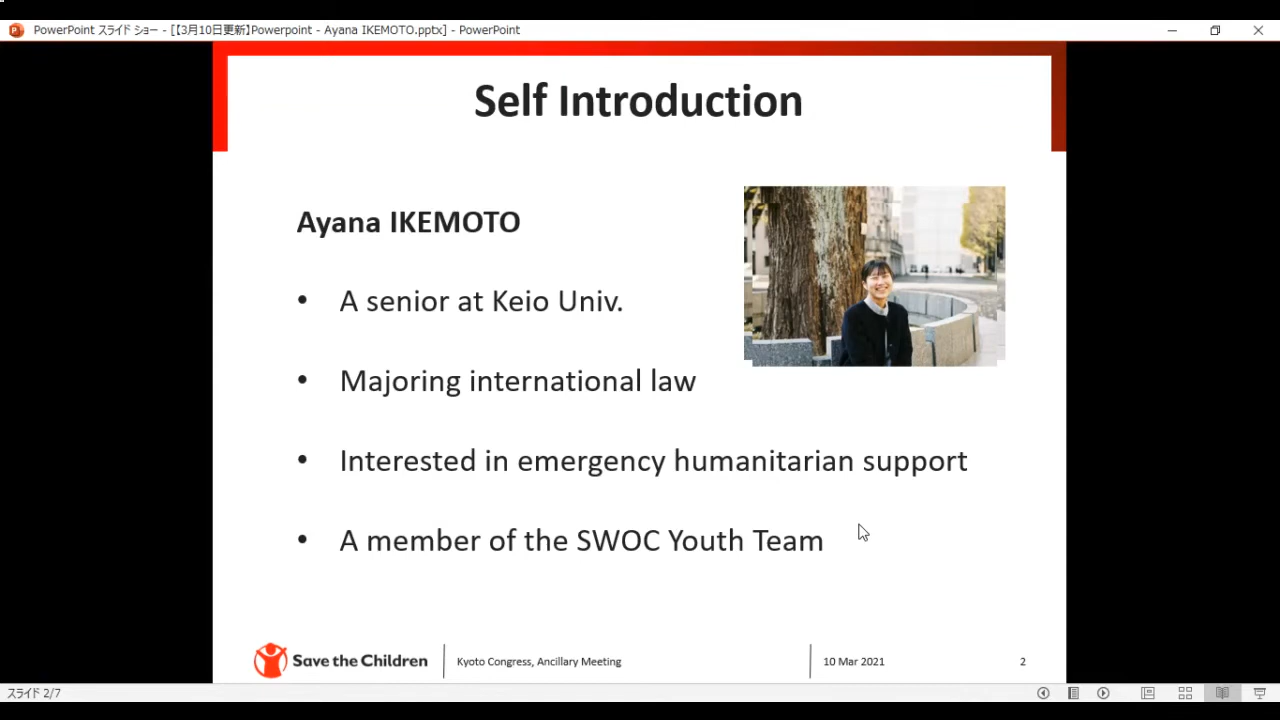 PowerPoint スライド ショー - [【3月10日更新】Powerpoint - Ayana IKEMOTO.pptx] - PowerPoint
Self Introduction
Ayana IKEMOTO
• A senior at Keio Univ.
• Majoring international law
• Interested in emergency humanitarian support
• A member of the SWOC Youth Team
Save the Children
Kyoto Congress, Ancillary Meeting
10 Mar 2021
2
スライド 2/7